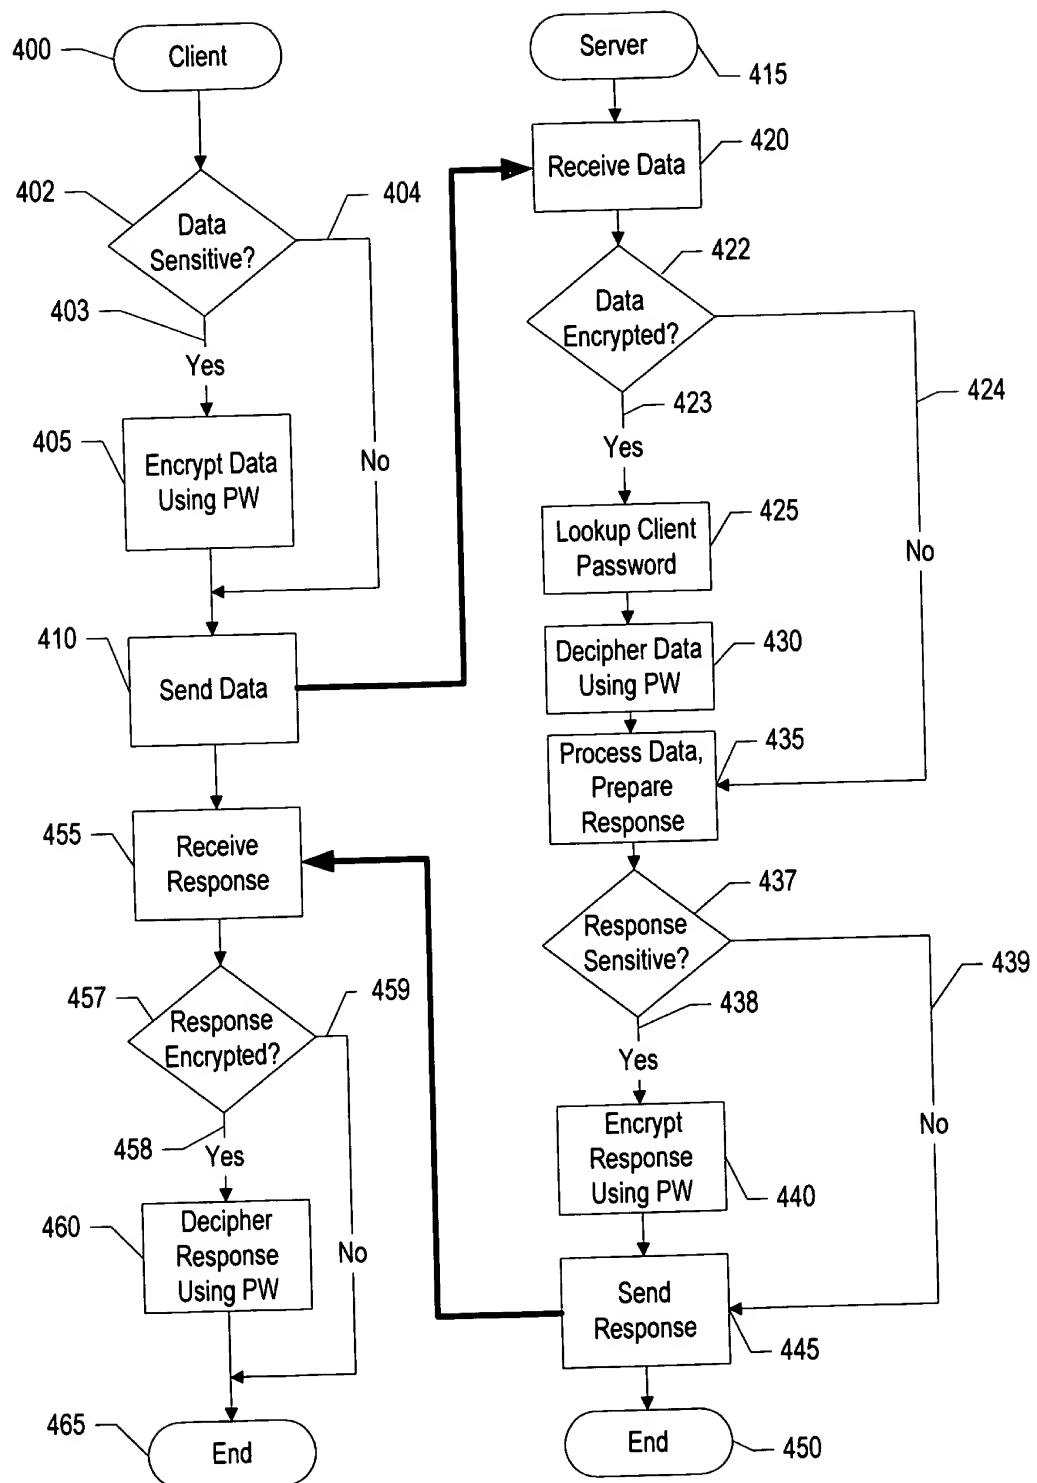 400
Client
402
404
Data
Sensitive?
403
Yes
405
Encrypt Data
Using PW
No
410
Send Data
455
Receive
Response
457
459
Response
Encrypted?
458
Yes
460
Decipher
Response
Using PW
No
465
End
Server
415
420
Receive Data
422
Data
Encrypted?
423
424
Yes
425
Lookup Client
Password
No
430
Decipher Data
Using PW
435
Process Data,
Prepare
Response
437
Response
Sensitive?
439
438
Yes
Encrypt
Response
Using PW
No
440
Send
Response
445
End
450